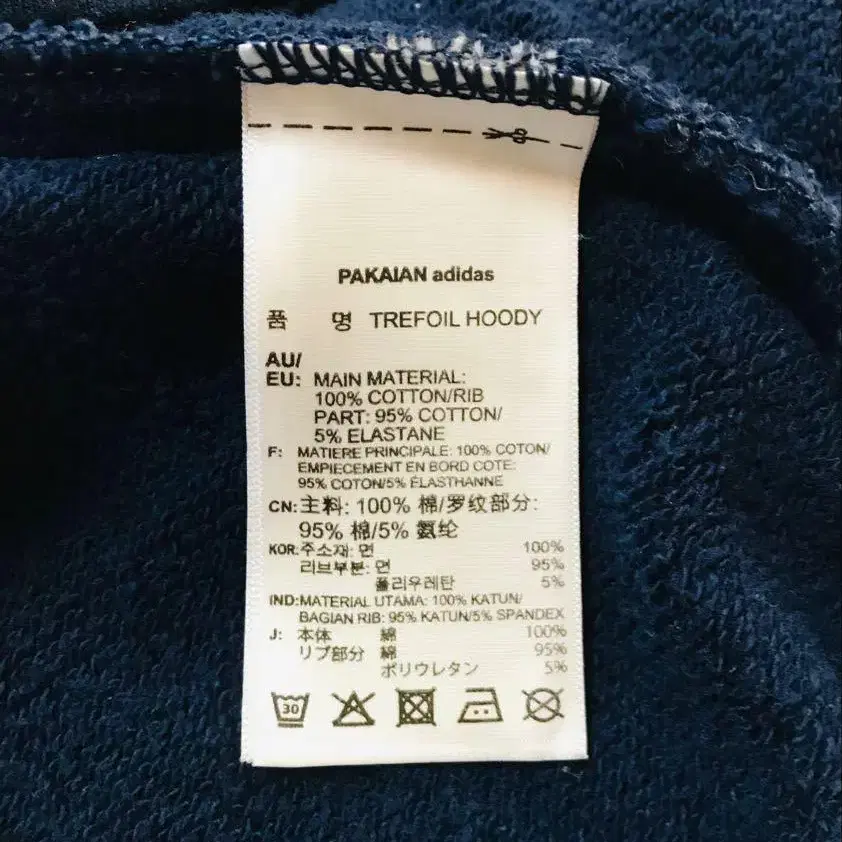 PAKAIAN adidas
품 명 TREFOIL HOODY
AU/
EU: MAIN MATERIAL:
100% COTTON/RIB
PART: 95% COTTON/
5% ELASTANE
F: MATIERE PRINCIPALE: 100% COTON/
EMPIECEMENT EN BORD COTE:
95% COTON/5% ÉLASTHANNE
CN: 主料: 100% 棉/罗纹部分:
95% 棉/5% 氨纶
KOR: 주소재: 면 100%
리브부분: 면 95%
폴리우레탄 5%
IND: MATERIAL UTAMA: 100% KATUN/
BAGIAN RIB: 95% KATUN/5% SPANDEX
J: 本体 綿 100%
リブ部分 綿 95%
ポリウレタン 5%
30